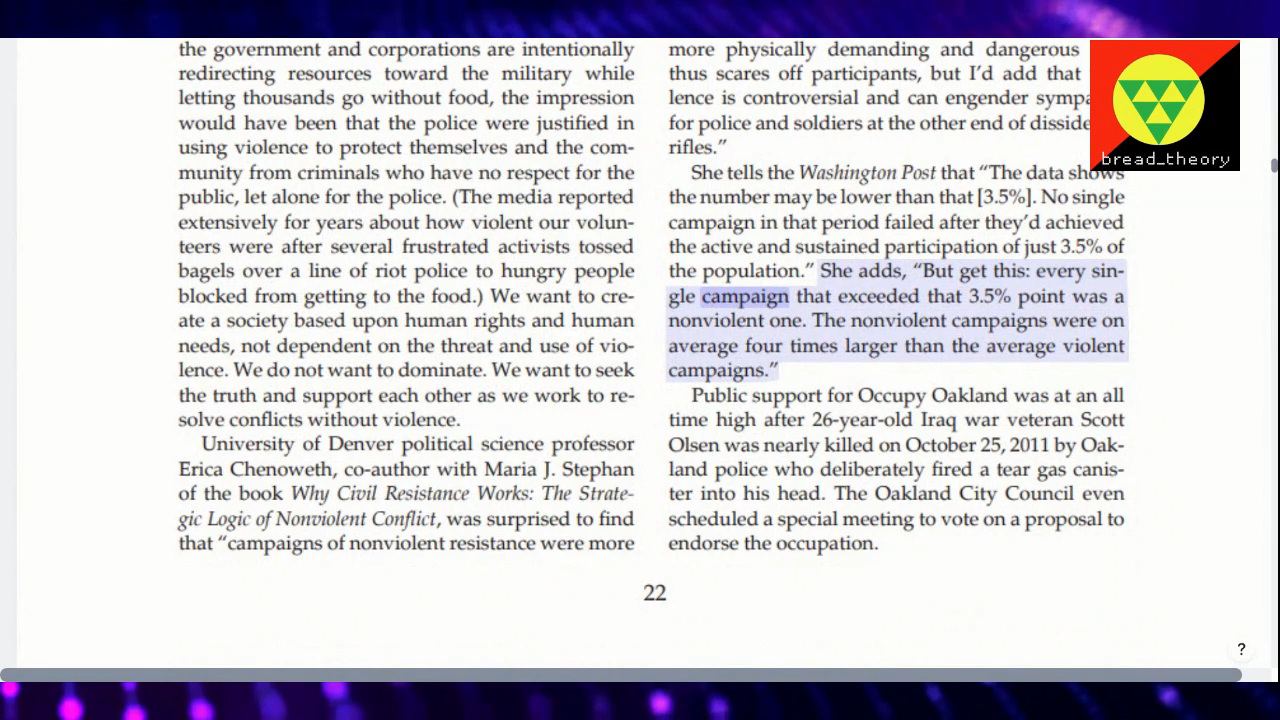 the government and corporations are intentionally
redirecting resources toward the military while
letting thousands go without food, the impression
would have been that the police were justified in
using violence to protect themselves and the com-
munity from criminals who have no respect for the
public, let alone for the police. (The media reported
extensively for years about how violent our volun-
teers were after several frustrated activists tossed
bagels over a line of riot police to hungry people
blocked from getting to the food.) We want to cre-
ate a society based upon human rights and human
needs, not dependent on the threat and use of vio-
lence. We do not want to dominate. We want to seek
the truth and support each other as we work to re-
solve conflicts without violence.
University of Denver political science professor
Erica Chenoweth, co-author with Maria J. Stephan
of the book Why Civil Resistance Works: The Strate-
gic Logic of Nonviolent Conflict, was surprised to find
that “campaigns of nonviolent resistance were more
more physically demanding and dangerous
thus scares off participants, but I’d add that
lence is controversial and can engender
for police and soldiers at the other end of
rifles.”
She tells the Washington Post that “The data shows
the number may be lower than that [3.5%]. No single
campaign in that period failed after they’d achieved
the active and sustained participation of just 3.5% of
the population.” She adds, “But get this: every sin-
gle campaign that exceeded that 3.5% point was a
nonviolent one. The nonviolent campaigns were on
average four times larger than the average violent
campaigns.”
Public support for Occupy Oakland was at an all
time high after 26-year-old Iraq war veteran Scott
Olsen was nearly killed on October 25, 2011 by Oak-
land police who deliberately fired a tear gas canis-
ter into his head. The Oakland City Council even
scheduled a special meeting to vote on a proposal to
endorse the occupation.
22
bread_theory
?